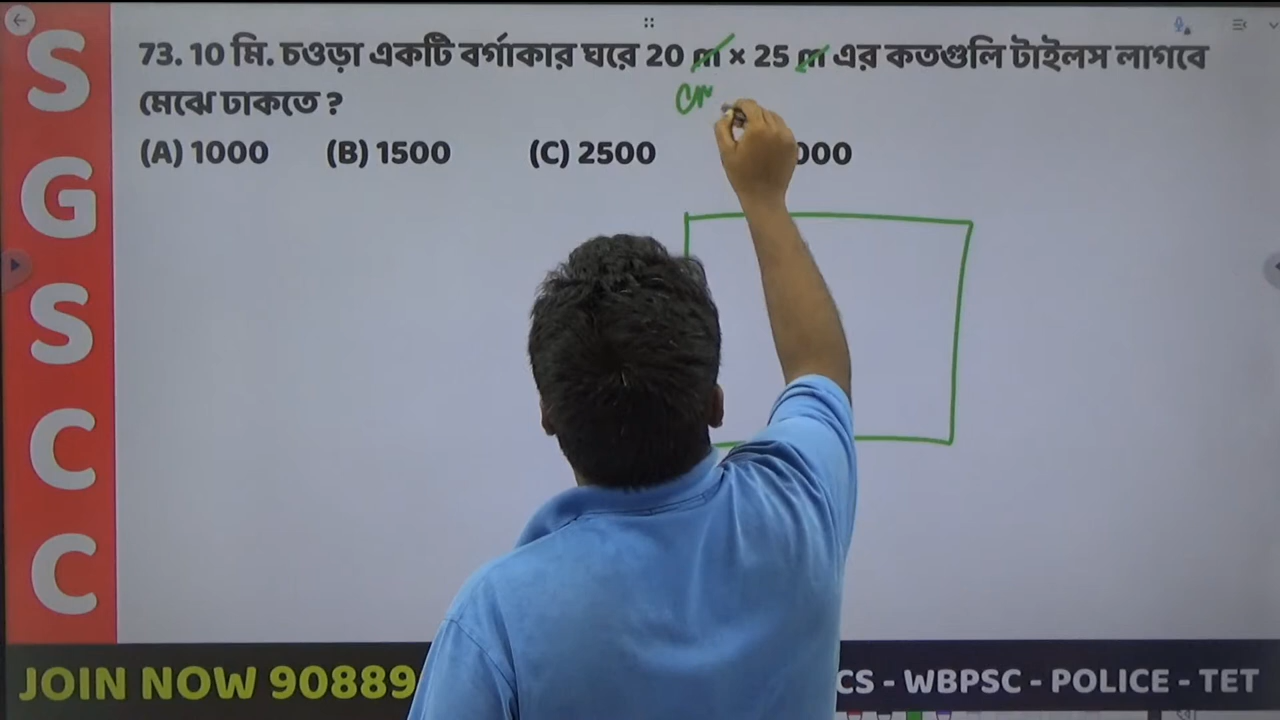 S
G
S
C
C
73. 10 মি. চওড়া একটি বর্গাকার ঘরে 20 m × 25 m এর কতগুলি টাইলস লাগবে
মেঝে ঢাকতে ?
cm
(A) 1000 (B) 1500 (C) 2500 000
JOIN NOW 90889
CS - WBPSC - POLICE - TET